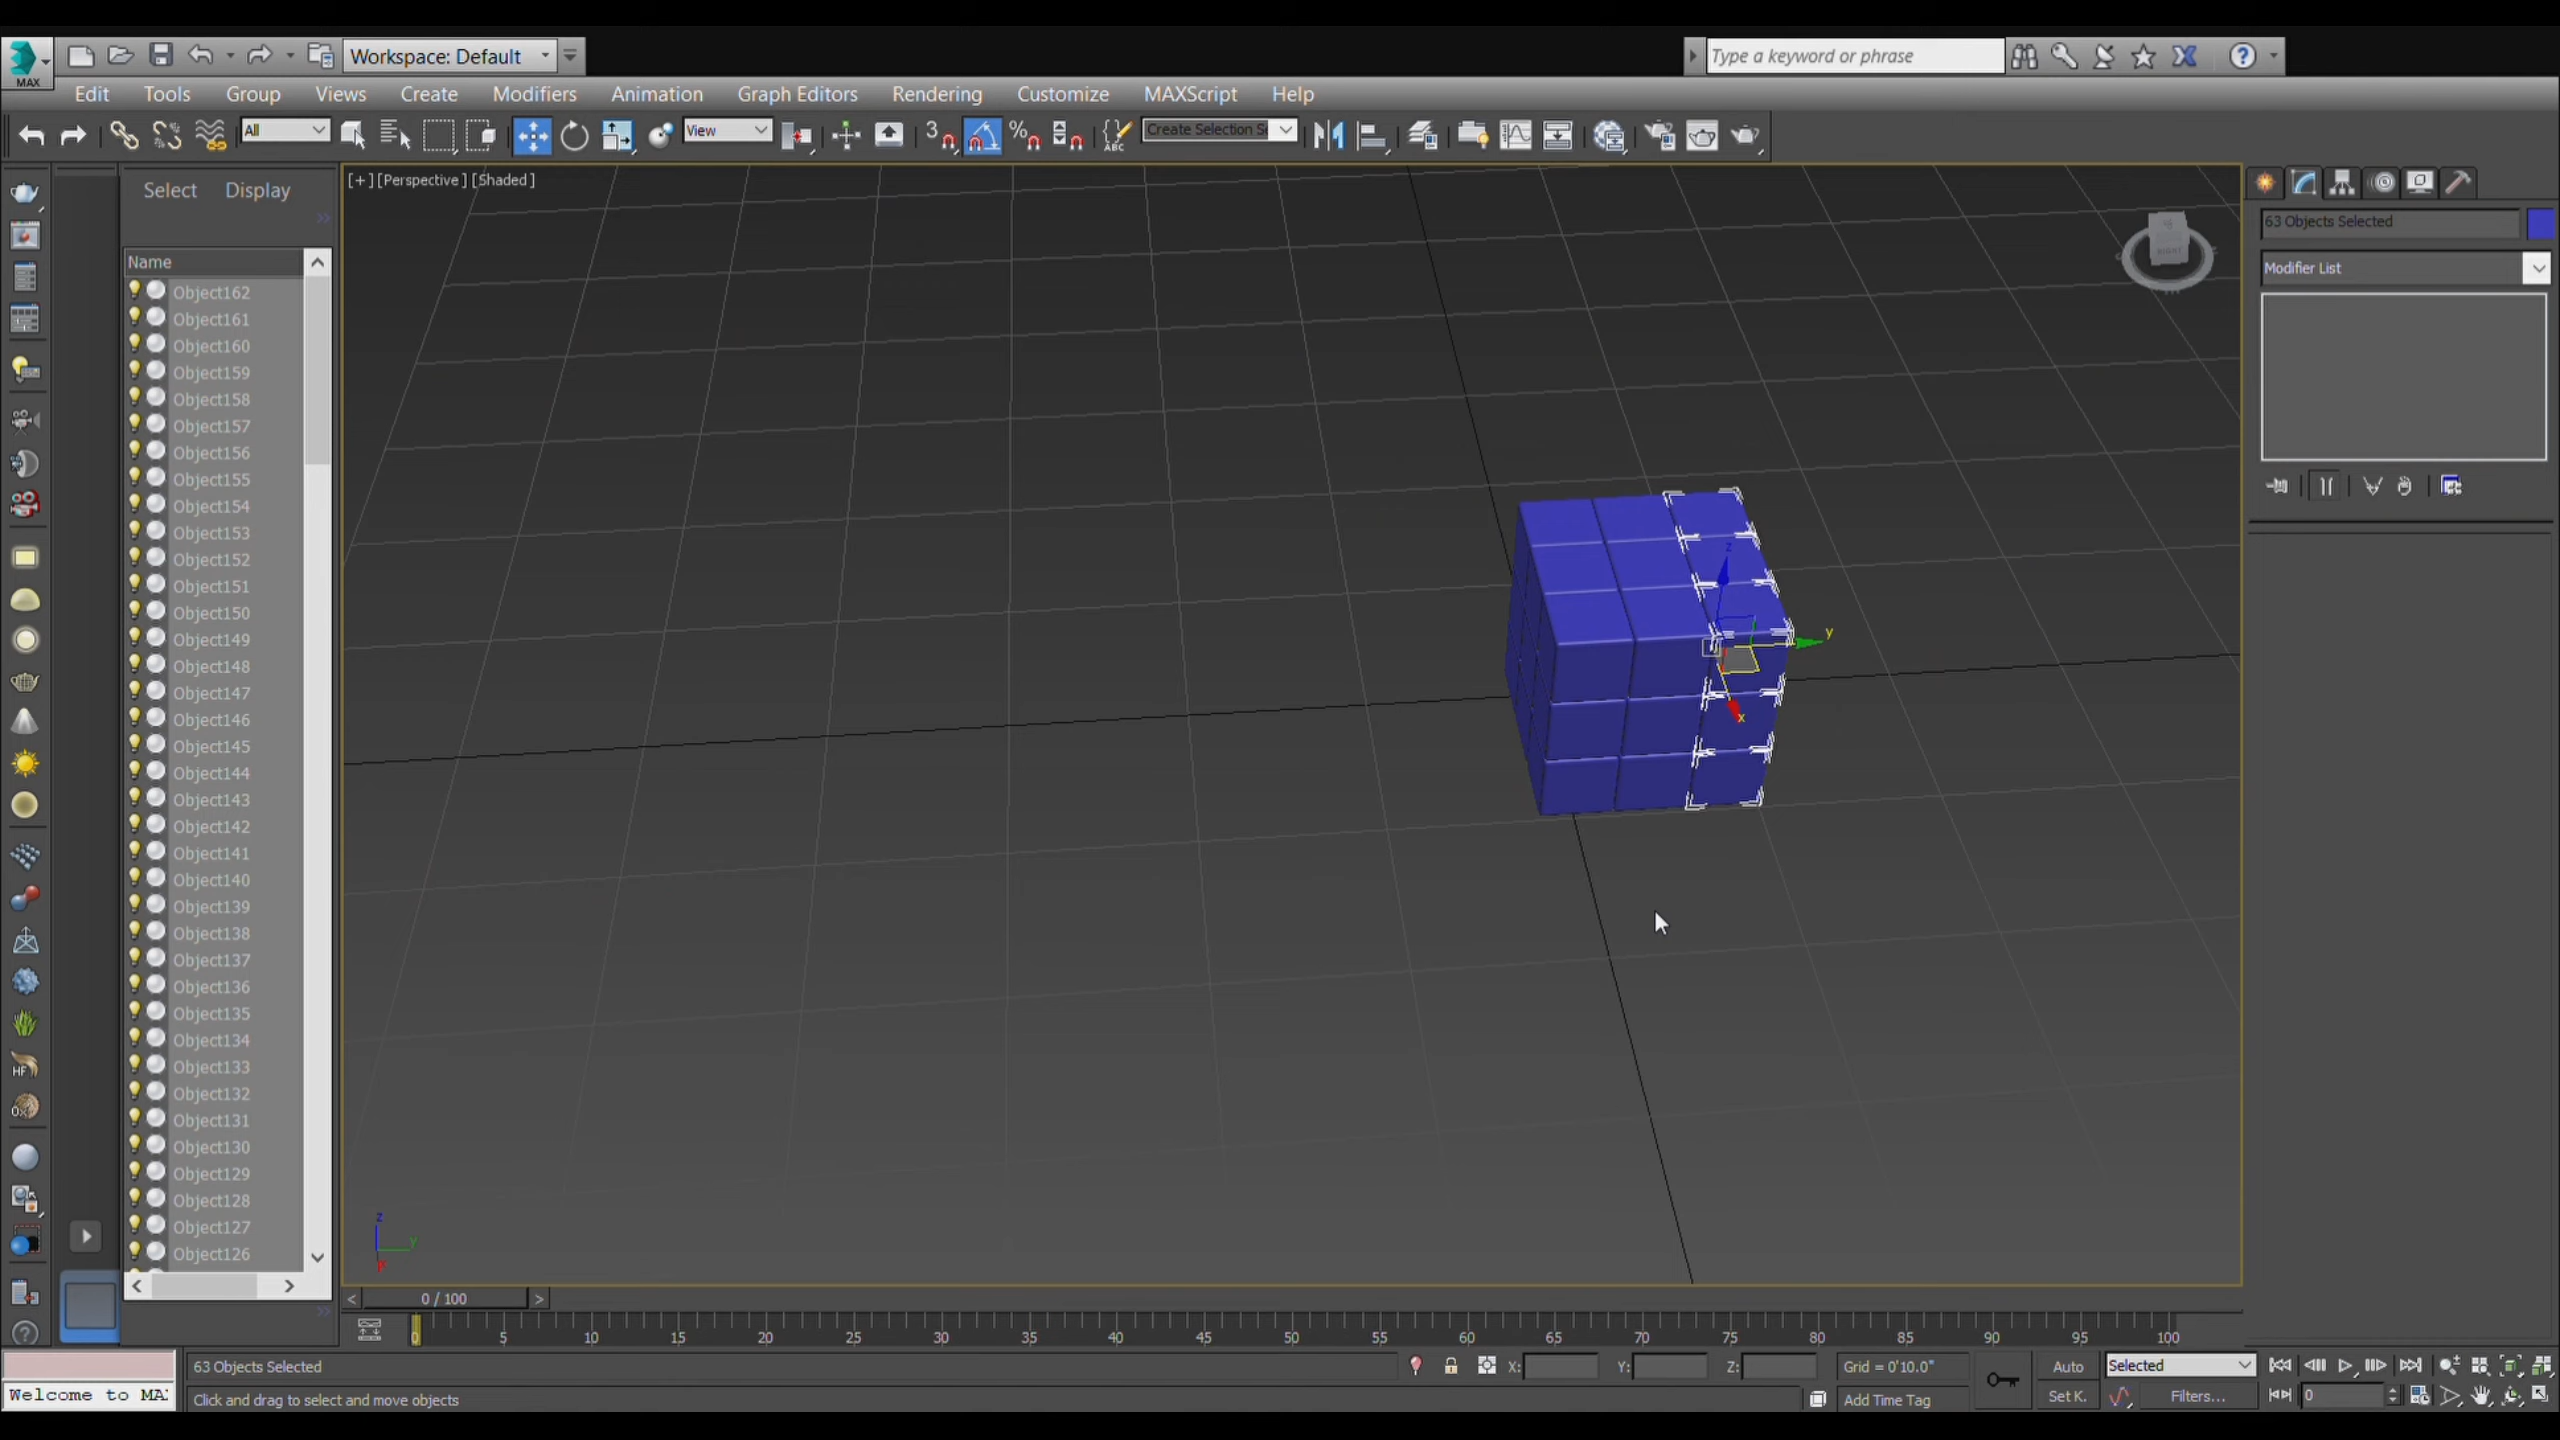 MAX
Workspace: Default
Type a keyword or phrase
Edit Tools Group Views Create Modifiers Animation Graph Editors Rendering Customize MAXScript Help
All
View
3
%
ABC
Create Selection Se
Select Display
[+][Perspective][Shaded]
63 Objects Selected
Modifier List
Name
Object162
Object161
Object160
Object159
Object158
Object157
Object156
Object155
Object154
Object153
Object152
Object151
Object150
Object149
Object148
Object147
Object146
Object145
Object144
Object143
Object142
Object141
Object140
Object139
Object138
Object137
Object136
Object135
Object134
Object133
Object132
Object131
Object130
Object129
Object128
Object127
Object126
RIGHT
z
y
x
HF
z
y
0 / 100
0 5 10 15 20 25 30 35 40 45 50 55 60 65 70 75 80 85 90 95 100
63 Objects Selected
X: Y: Z:
Grid = 0'10.0"
Auto
Selected
Welcome to MA
Click and drag to select and move objects
Add Time Tag
Set K.
Filters...
0